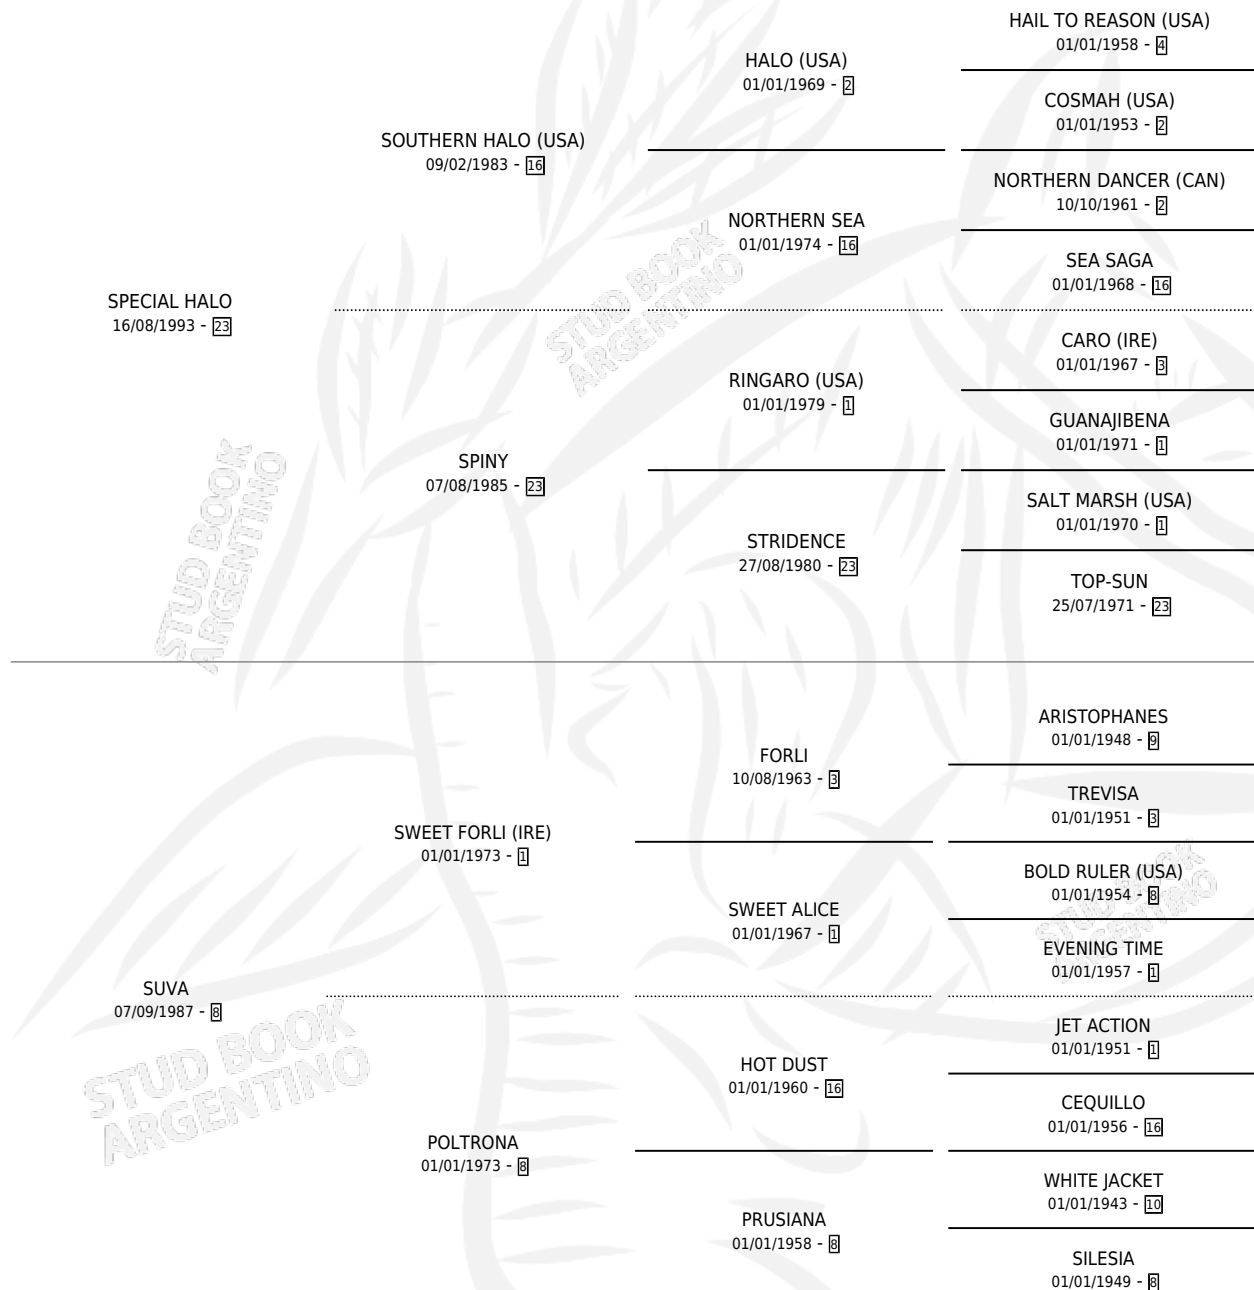 HAIL TO REASON (USA)
01/01/1958 - 4
HALO (USA)
01/01/1969 - 2
COSMAH (USA)
01/01/1953 - 2
SOUTHERN HALO (USA)
09/02/1983 - 16
NORTHERN DANCER (CAN)
10/10/1961 - 2
NORTHERN SEA
01/01/1974 - 16
SEA SAGA
01/01/1968 - 16
SPECIAL HALO
16/08/1993 - 23
STUD BOOK
ARGENTINO
CARO (IRE)
01/01/1967 - 3
RINGARO (USA)
01/01/1979 - 1
GUANAJIBENA
01/01/1971 - 1
SPINY
07/08/1985 - 23
SALT MARSH (USA)
01/01/1970 - 1
STRIDENCE
27/08/1980 - 23
TOP-SUN
25/07/1971 - 23
STUD BOOK
ARGENTINO
ARISTOPHANES
01/01/1948 - 9
FORLI
10/08/1963 - 3
TREVISA
01/01/1951 - 3
SWEET FORLI (IRE)
01/01/1973 - 1
BOLD RULER (USA)
01/01/1954 - 8
SWEET ALICE
01/01/1967 - 1
EVENING TIME
01/01/1957 - 1
STUD BOOK
ARGENTINO
SUVA
07/09/1987 - 8
JET ACTION
01/01/1951 - 1
HOT DUST
01/01/1960 - 16
CEQUILLO
01/01/1956 - 16
STUD BOOK
ARGENTINO
POLTRONA
01/01/1973 - 8
WHITE JACKET
01/01/1943 - 10
PRUSIANA
01/01/1958 - 8
SILESIA
01/01/1949 - 8